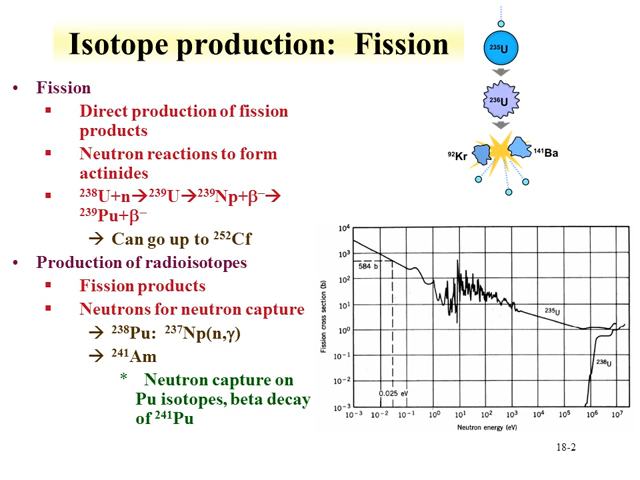 Isotope production: Fission
• Fission
▪ Direct production of fission
products
▪ Neutron reactions to form
actinides
▪ ²³⁸U+n→²³⁹U→²³⁹Np+β⁻→
²³⁹Pu+β⁻
→ Can go up to ²⁵²Cf
• Production of radioisotopes
▪ Fission products
▪ Neutrons for neutron capture
→ ²³⁸Pu: ²³⁷Np(n,γ)
→ ²⁴¹Am
* Neutron capture on
Pu isotopes, beta decay
of ²⁴¹Pu
²³⁵U
²³⁶U
⁹²Kr
¹⁴¹Ba
Fission cross section (b)
10⁴
10³
10²
10¹
10⁰
10⁻¹
10⁻²
10⁻³
584 b
0.025 eV
²³⁵U
²³⁸U
10⁻³ 10⁻² 10⁻¹ 10⁰ 10¹ 10² 10³ 10⁴ 10⁵ 10⁶ 10⁷
Neutron energy (eV)
18-2